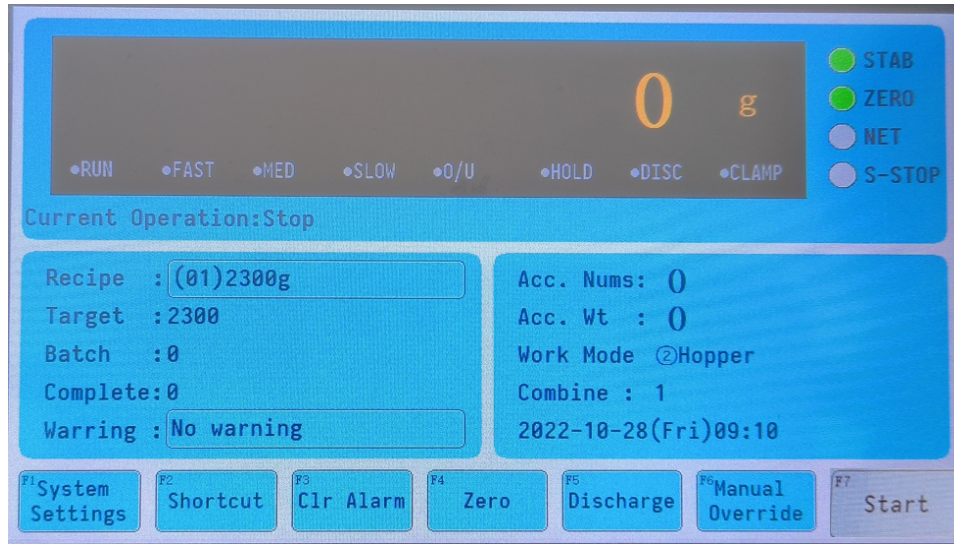 0 g
STAB
ZERO
NET
S-STOP
●RUN ●FAST ●MED ●SLOW ●O/U ●HOLD ●DISC ●CLAMP
Current Operation:Stop
Recipe :(01)2300g
Target :2300
Batch :0
Complete:0
Warring :No warning
Acc. Nums: 0
Acc. Wt : 0
Work Mode ②Hopper
Combine : 1
2022-10-28(Fri)09:10
F1 System Settings
F2 Shortcut
F3 Clr Alarm
F4 Zero
F5 Discharge
F6 Manual Override
F7 Start